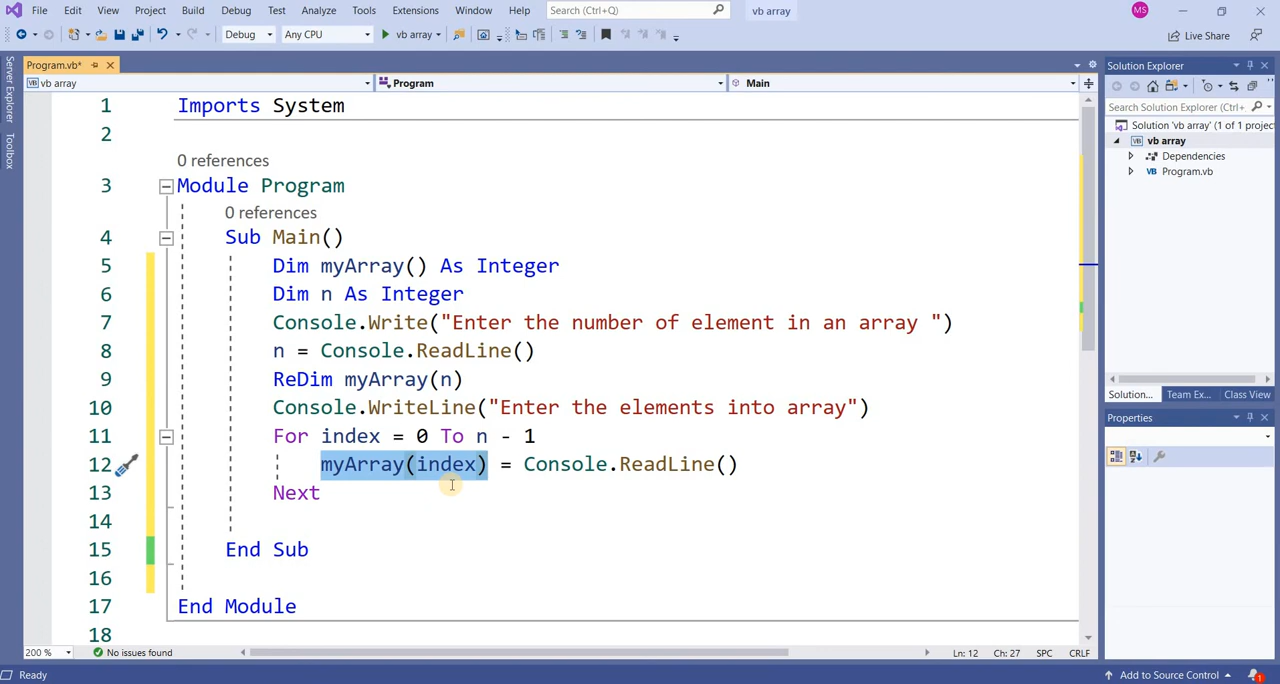 File Edit View Project Build Debug Test Analyze Tools Extensions Window Help Search (Ctrl+Q) vb array MS
Debug Any CPU vb array Live Share
Server Explorer
Toolbox
Program.vb*
vb array Program Main
1 Imports System
2
0 references
3 Module Program
0 references
4 Sub Main()
5 Dim myArray() As Integer
6 Dim n As Integer
7 Console.Write("Enter the number of element in an array ")
8 n = Console.ReadLine()
9 ReDim myArray(n)
10 Console.WriteLine("Enter the elements into array")
11 For index = 0 To n - 1
12 myArray(index) = Console.ReadLine()
13 Next
14
15 End Sub
16
17 End Module
18
200 % No issues found Ln: 12 Ch: 27 SPC CRLF
Solution Explorer
Search Solution Explorer (Ctrl+
Solution 'vb array' (1 of 1 project
VB vb array
Dependencies
VB Program.vb
Solution... Team Ex... Class View
Properties
Ready Add to Source Control 1